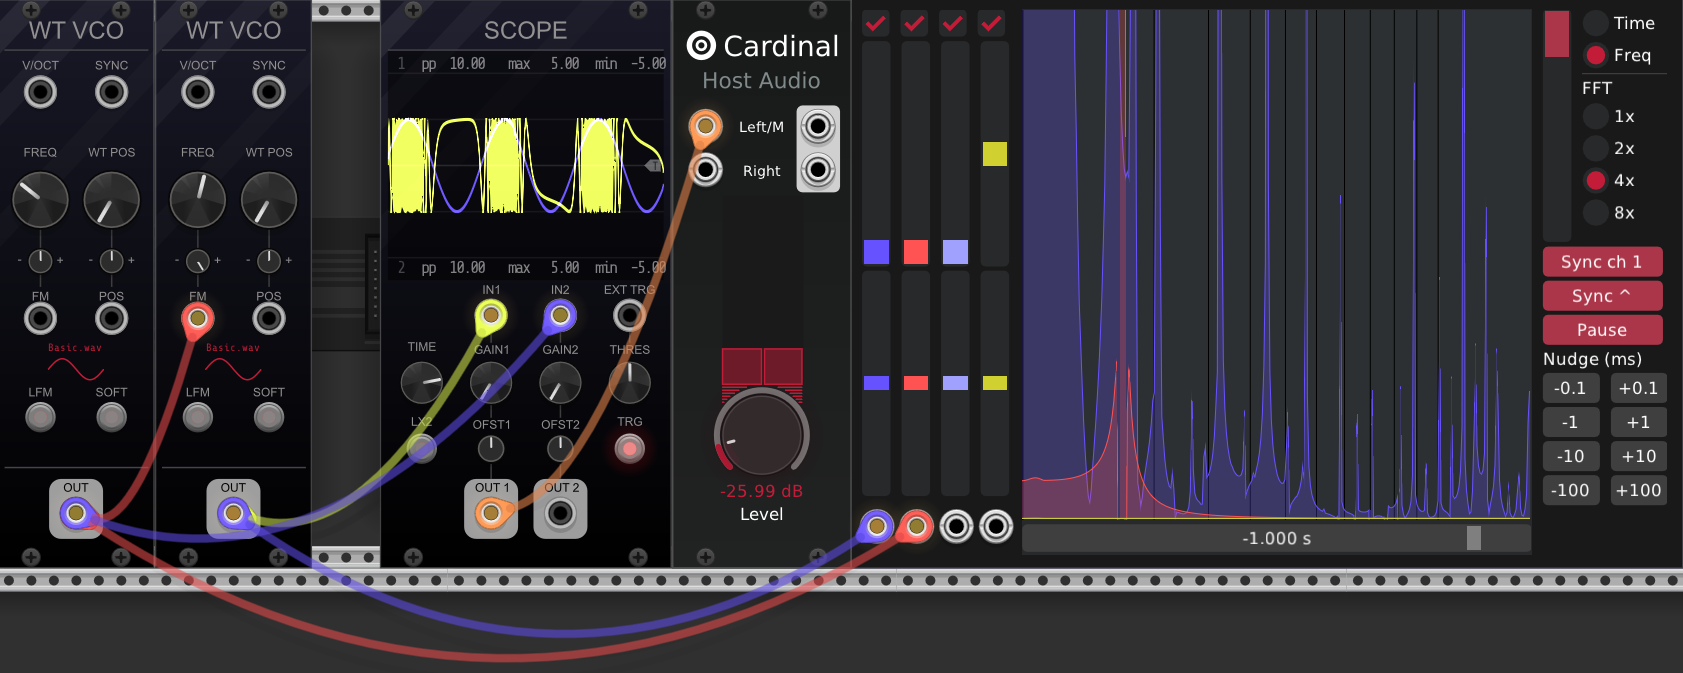 WT VCO
V/OCT SYNC
FREQ WT POS
- + - +
FM POS
Basic.wav
LFM SOFT
OUT
WT VCO
V/OCT SYNC
FREQ WT POS
- + - +
FM POS
Basic.wav
LFM SOFT
OUT
SCOPE
1 pp 10.00 max 5.00 min -5.00
T
2 pp 10.00 max 5.00 min -5.00
IN1 IN2 EXT TRG
TIME GAIN1 GAIN2 THRES
LX2 OFST1 OFST2 TRG
OUT 1 OUT 2
Cardinal
Host Audio
Left/M
Right
-25.99 dB
Level
-1.000 s
Time
Freq
FFT
1x
2x
4x
8x
Sync ch 1
Sync ^
Pause
Nudge (ms)
-0.1 +0.1
-1 +1
-10 +10
-100 +100